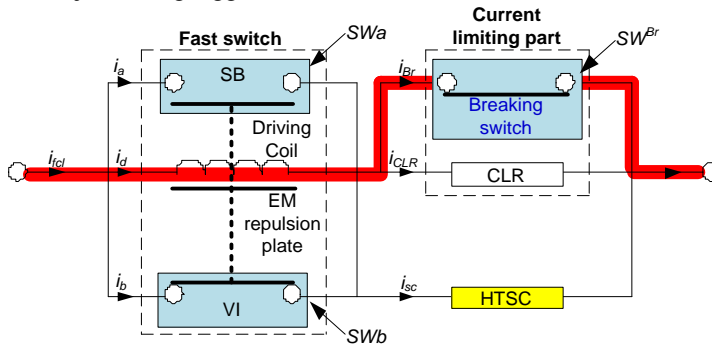 Fast switch
SWa
Current
limiting part
SW^Br
i_a
SB
i_Br
Breaking
switch
Driving
Coil
i_fcl
i_d
i_CLR
CLR
EM
repulsion
plate
i_b
VI
i_sc
HTSC
SWb